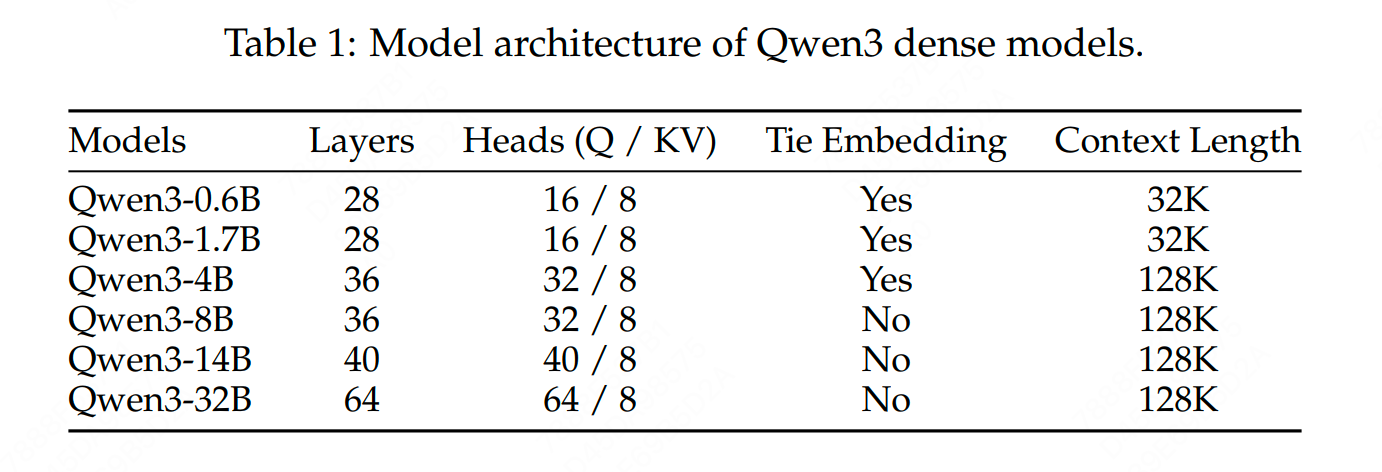 Table 1: Model architecture of Qwen3 dense models.
Models Layers Heads (Q / KV) Tie Embedding Context Length
Qwen3-0.6B 28 16 / 8 Yes 32K
Qwen3-1.7B 28 16 / 8 Yes 32K
Qwen3-4B 36 32 / 8 Yes 128K
Qwen3-8B 36 32 / 8 No 128K
Qwen3-14B 40 40 / 8 No 128K
Qwen3-32B 64 64 / 8 No 128K